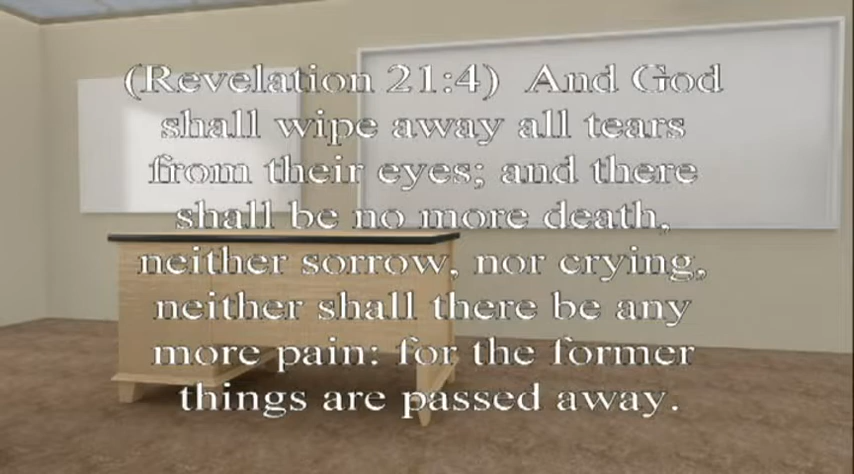 (Revelation 21:4)  And God
shall wipe away all tears
from their eyes; and there
shall be no more death,
neither sorrow, nor crying,
neither shall there be any
more pain: for the former
things are passed away.